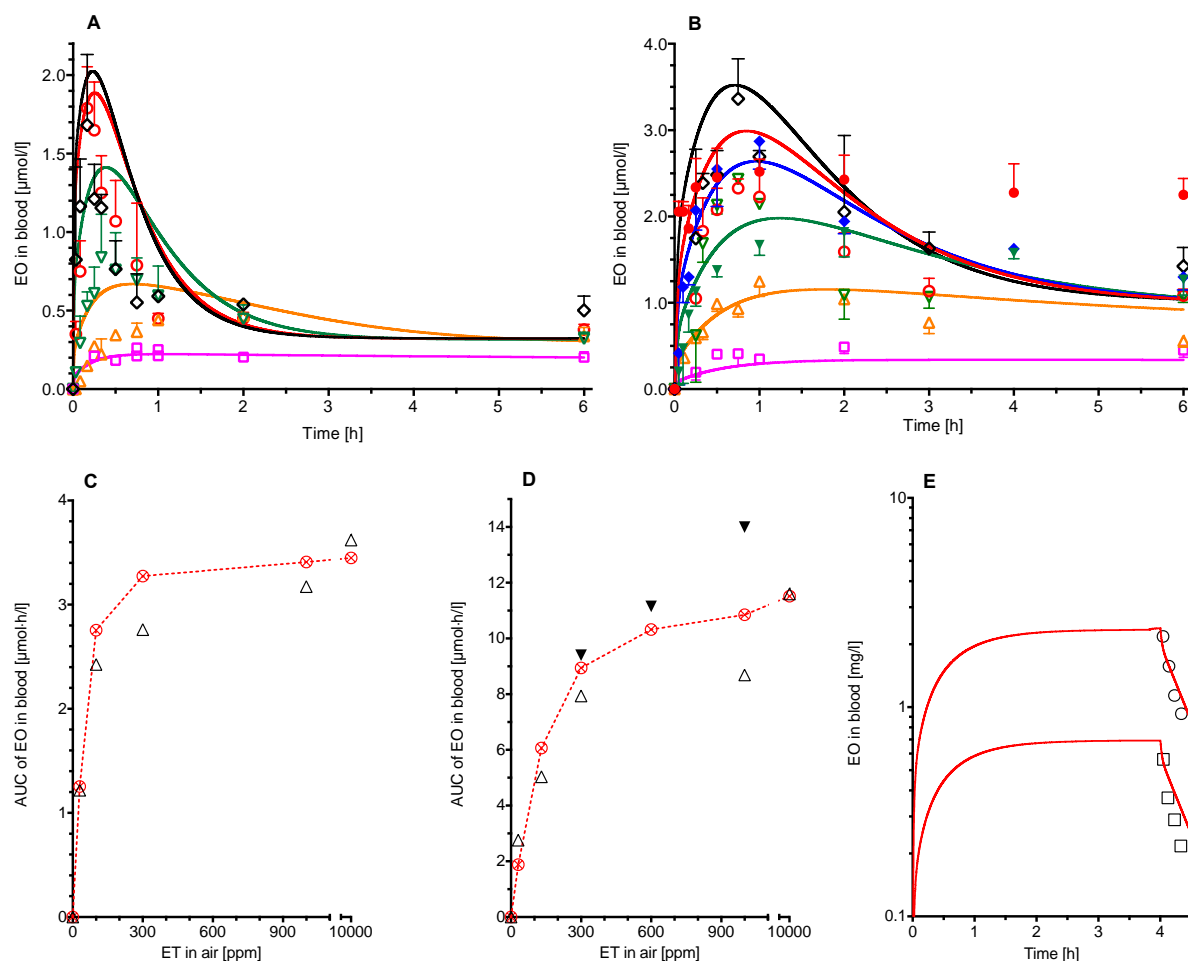 A
B
EO in blood [µmol/l]
2.0
1.5
1.0
0.5
0.0
0 1 2 3 4 5 6
Time [h]
EO in blood [µmol/l]
4.0
3.0
2.0
1.0
0.0
0 1 2 3 4 5 6
Time [h]
C
AUC of EO in blood [µmol·h/l]
4
3
2
1
0
0 300 600 900 10000
ET in air [ppm]
D
AUC of EO in blood [µmol·h/l]
14
12
10
8
6
4
2
0
0 300 600 900 10000
ET in air [ppm]
E
EO in blood [mg/l]
10
1
0.1
0 1 2 3 4
Time [h]